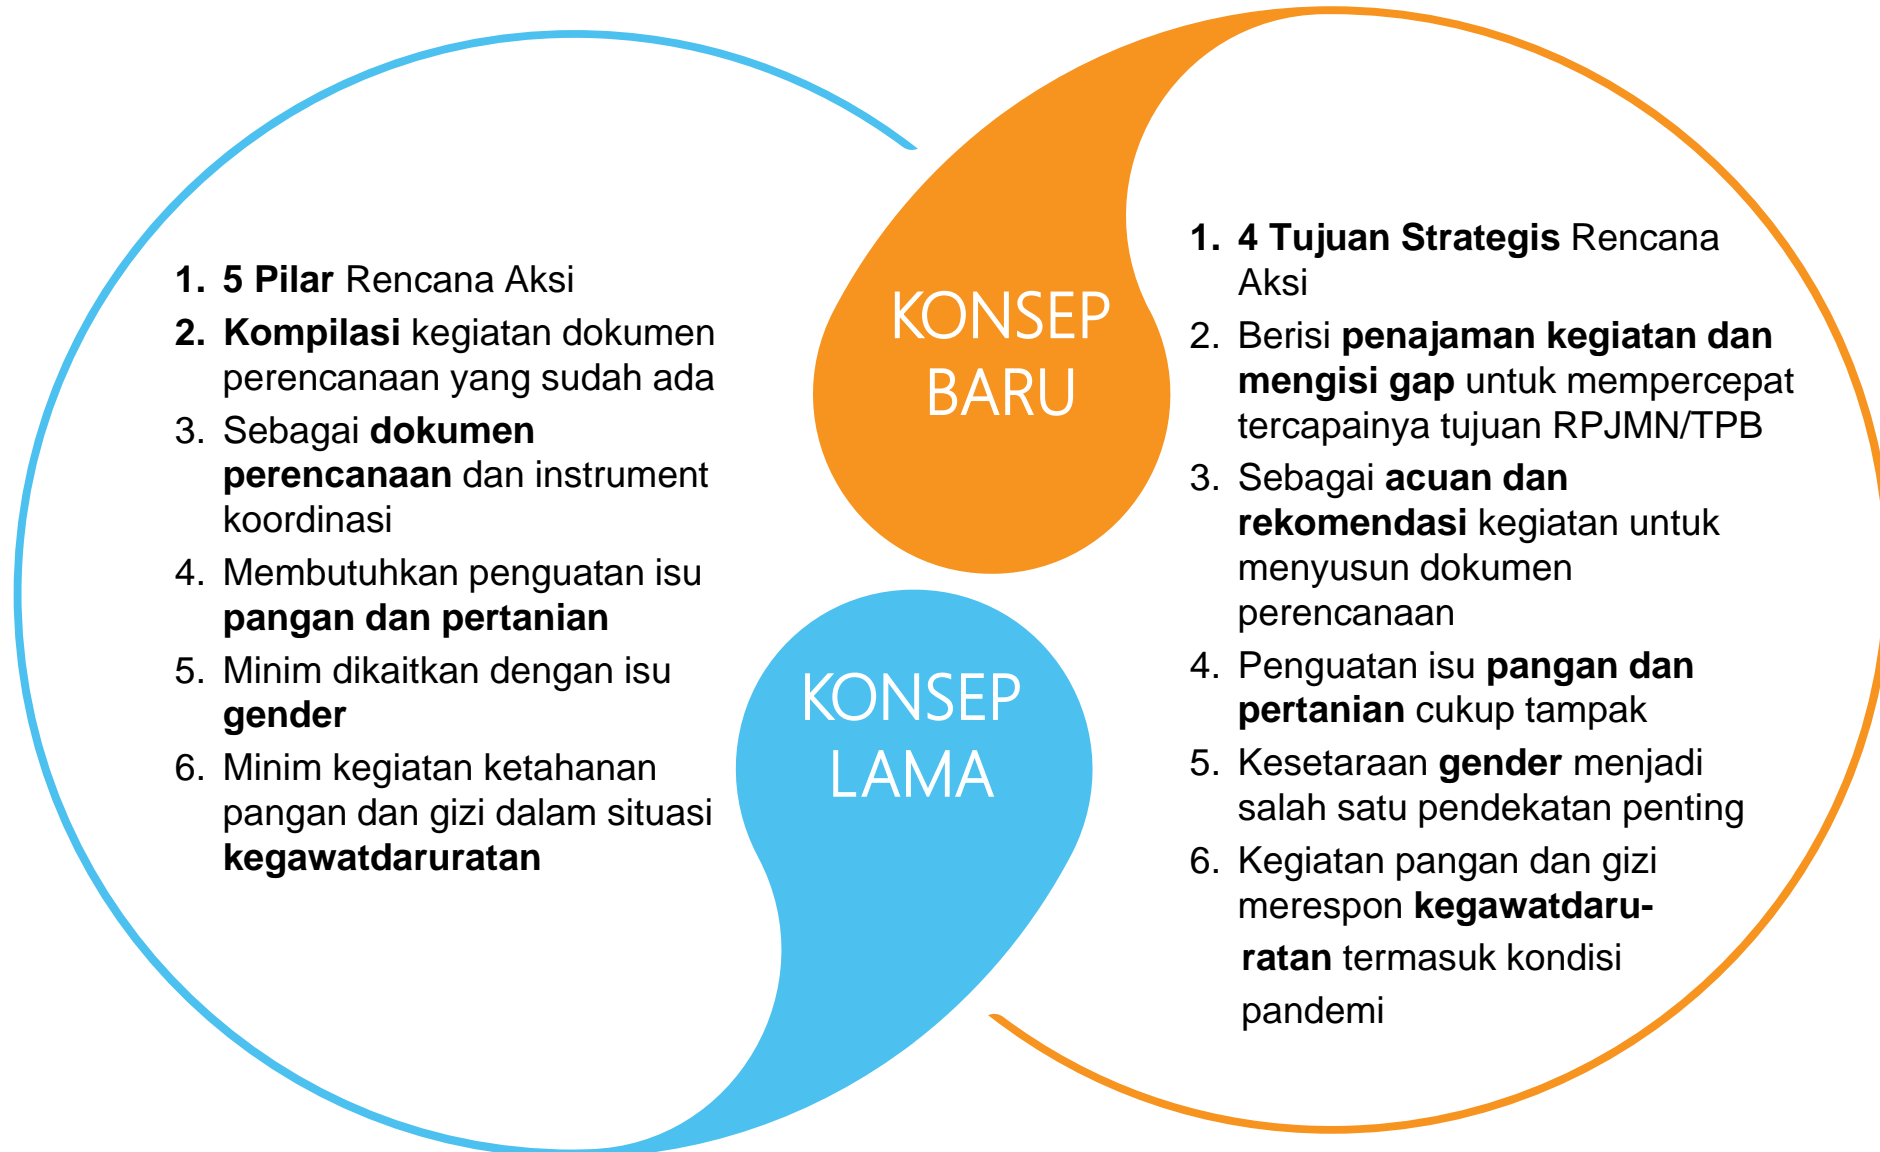 1. 5 Pilar Rencana Aksi
2. Kompilasi kegiatan dokumen
perencanaan yang sudah ada
3. Sebagai dokumen
perencanaan dan instrument
koordinasi
4. Membutuhkan penguatan isu
pangan dan pertanian
5. Minim dikaitkan dengan isu
gender
6. Minim kegiatan ketahanan
pangan dan gizi dalam situasi
kegawatdaruratan
KONSEP
LAMA
KONSEP
BARU
1. 4 Tujuan Strategis Rencana
Aksi
2. Berisi penajaman kegiatan dan
mengisi gap untuk mempercepat
tercapainya tujuan RPJMN/TPB
3. Sebagai acuan dan
rekomendasi kegiatan untuk
menyusun dokumen
perencanaan
4. Penguatan isu pangan dan
pertanian cukup tampak
5. Kesetaraan gender menjadi
salah satu pendekatan penting
6. Kegiatan pangan dan gizi
merespon kegawatdaru-
ratan termasuk kondisi
pandemi